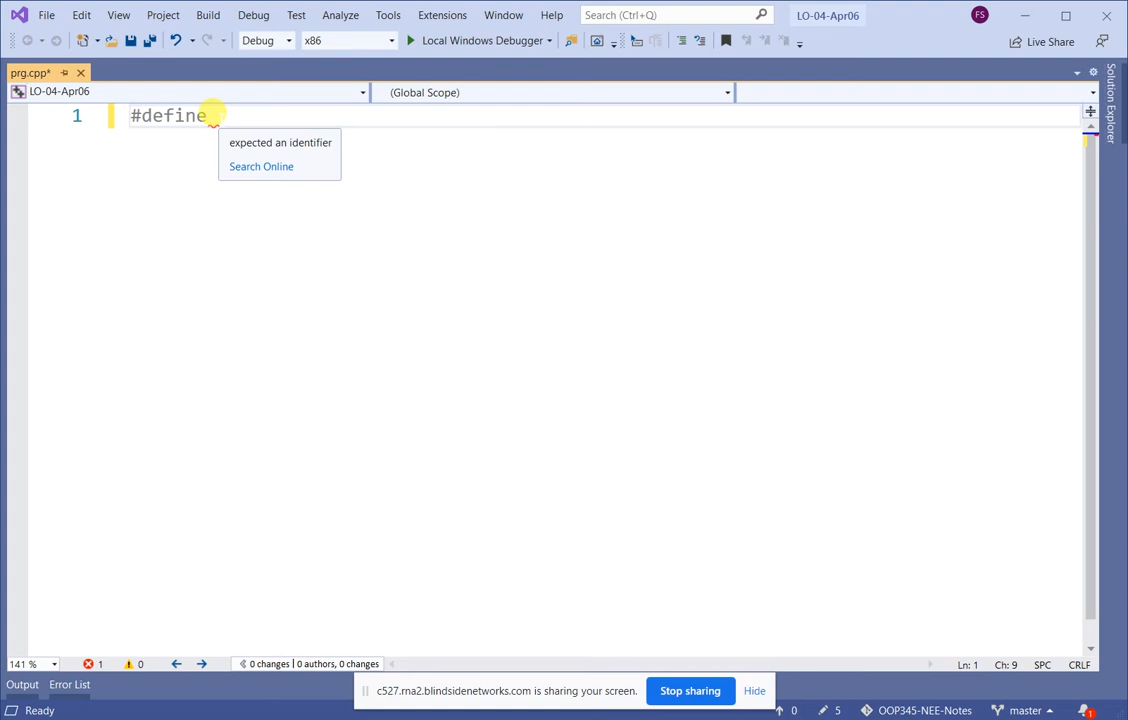 File Edit View Project Build Debug Test Analyze Tools Extensions Window Help Search (Ctrl+Q) LO-04-Apr06 FS
Debug x86 Local Windows Debugger Live Share
prg.cpp*
LO-04-Apr06 (Global Scope)
1 #define
expected an identifier
Search Online
Solution Explorer
141 % 1 0 0 changes | 0 authors, 0 changes Ln: 1 Ch: 9 SPC CRLF
Output Error List
c527.rna2.blindsidenetworks.com is sharing your screen. Stop sharing Hide
Ready 0 5 OOP345-NEE-Notes master 1